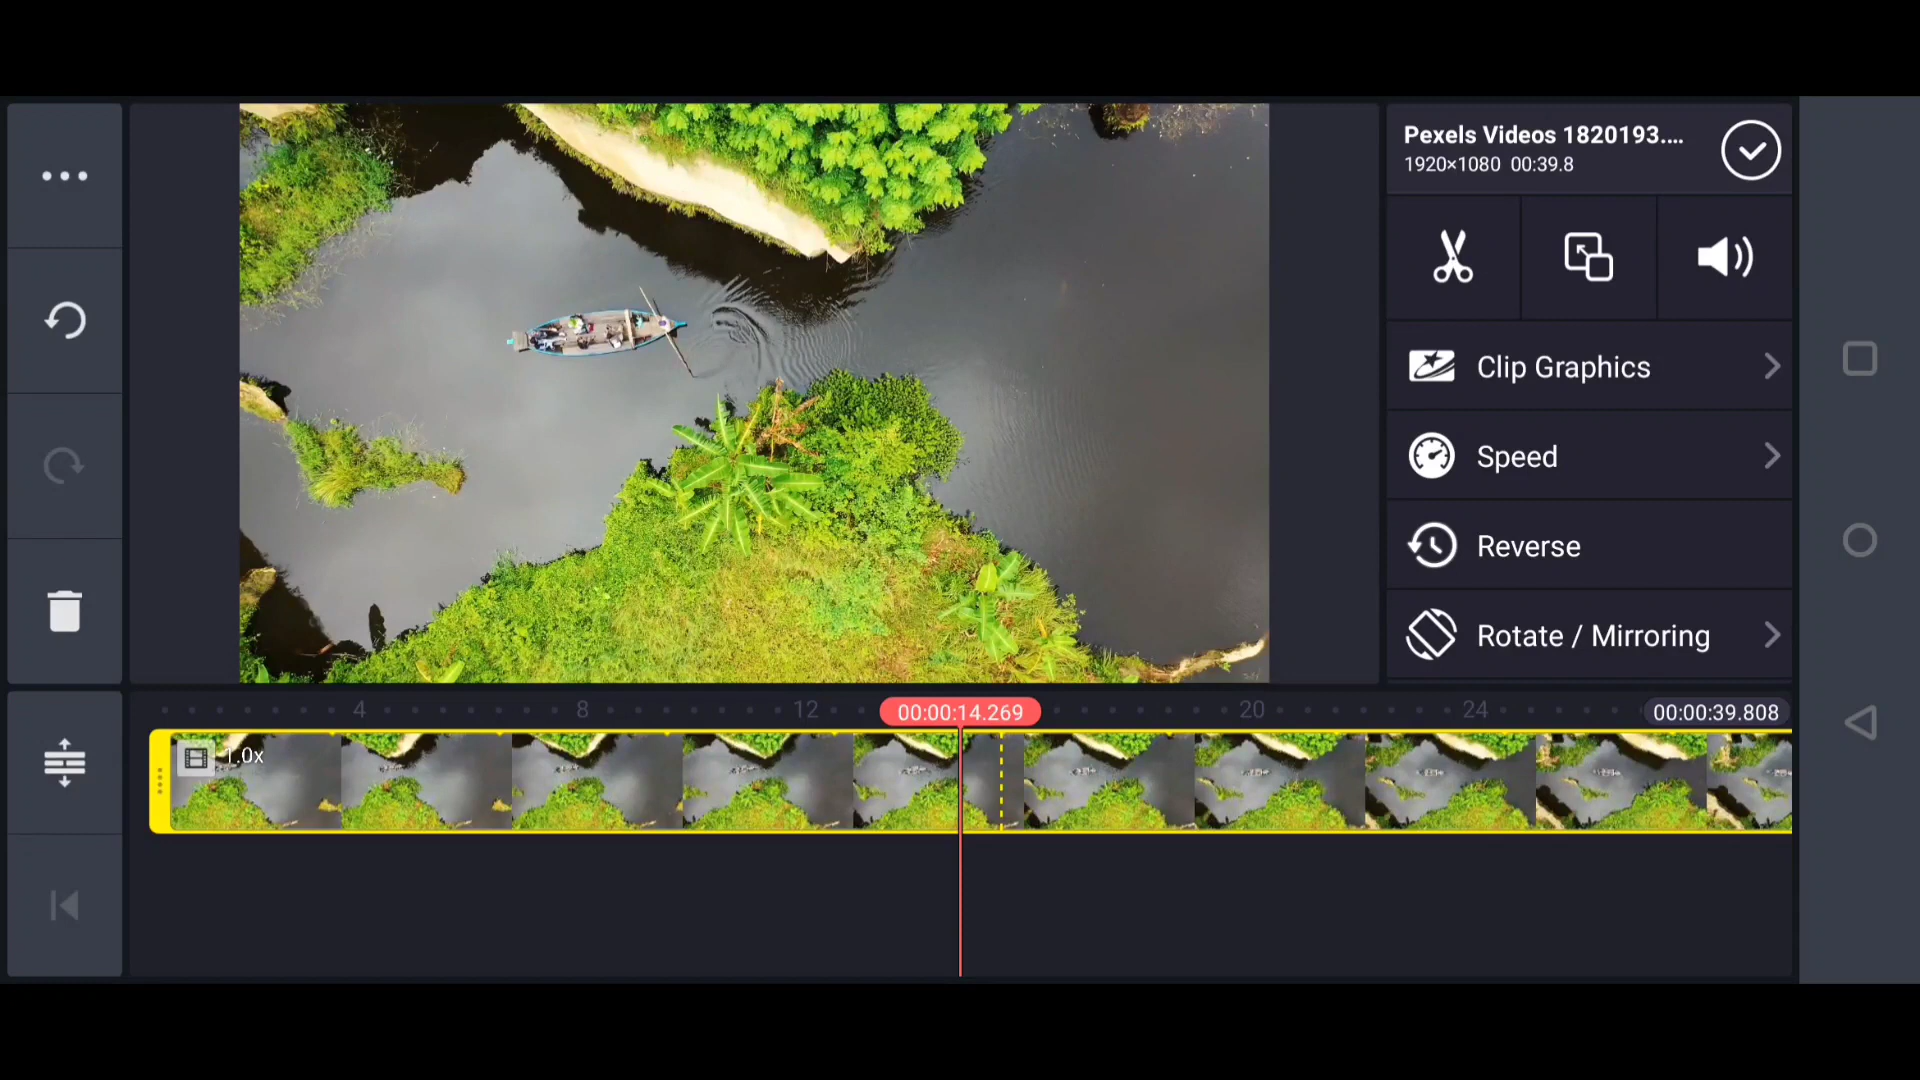 Pexels Videos 1820193....
1920×1080 00:39.8
Clip Graphics
Speed
Reverse
Rotate / Mirroring
4 8 12 00:00:14.269 20 24 00:00:39.808
1.0x